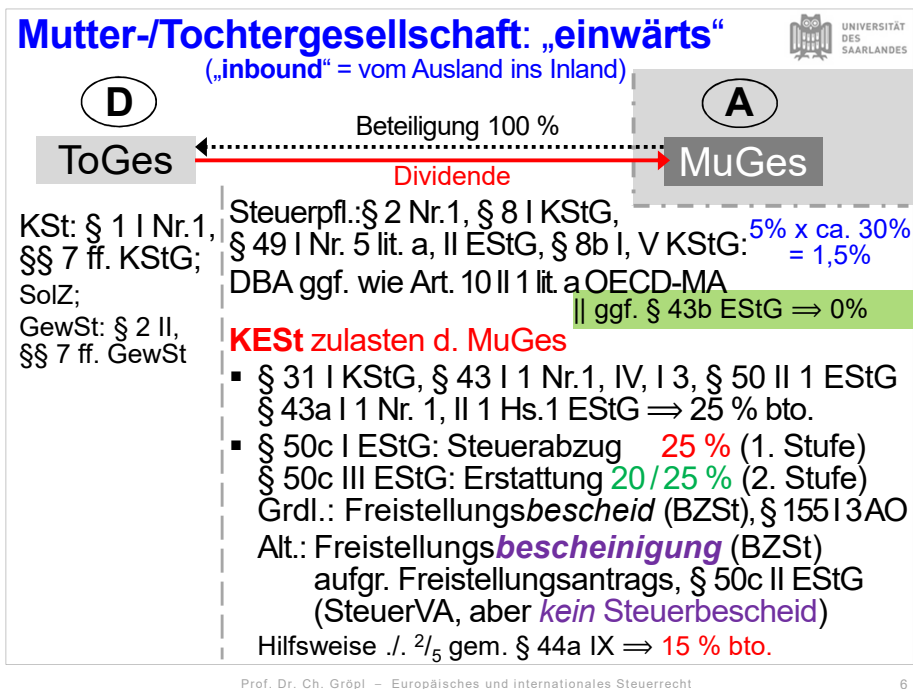 Mutter-/Tochtergesellschaft: „einwärts“
(„inbound“ = vom Ausland ins Inland)
UNIVERSITÄT
DES
SAARLANDES
D
A
Beteiligung 100 %
ToGes
MuGes
Dividende
KSt: § 1 I Nr.1,
§§ 7 ff. KStG;
SolZ;
GewSt: § 2 II,
§§ 7 ff. GewSt
Steuerpfl.:§ 2 Nr.1, § 8 I KStG,
§ 49 I Nr. 5 lit. a, II EStG, § 8b I, V KStG:
5% x ca. 30%
= 1,5%
DBA ggf. wie Art. 10 II 1 lit. a OECD-MA
|| ggf. § 43b EStG ⟹ 0%
KESt zulasten d. MuGes
▪ § 31 I KStG, § 43 I 1 Nr.1, IV, I 3, § 50 II 1 EStG
§ 43a I 1 Nr. 1, II 1 Hs.1 EStG ⟹ 25 % bto.
▪ § 50c I EStG: Steuerabzug 25 % (1. Stufe)
§ 50c III EStG: Erstattung 20/25 % (2. Stufe)
Grdl.: Freistellungsbescheid (BZSt), § 155 I 3 AO
Alt.: Freistellungsbescheinigung (BZSt)
aufgr. Freistellungsantrags, § 50c II EStG
(SteuerVA, aber kein Steuerbescheid)
Hilfsweise ./. 2/5 gem. § 44a IX ⟹ 15 % bto.
Prof. Dr. Ch. Gröpl – Europäisches und internationales Steuerrecht
6